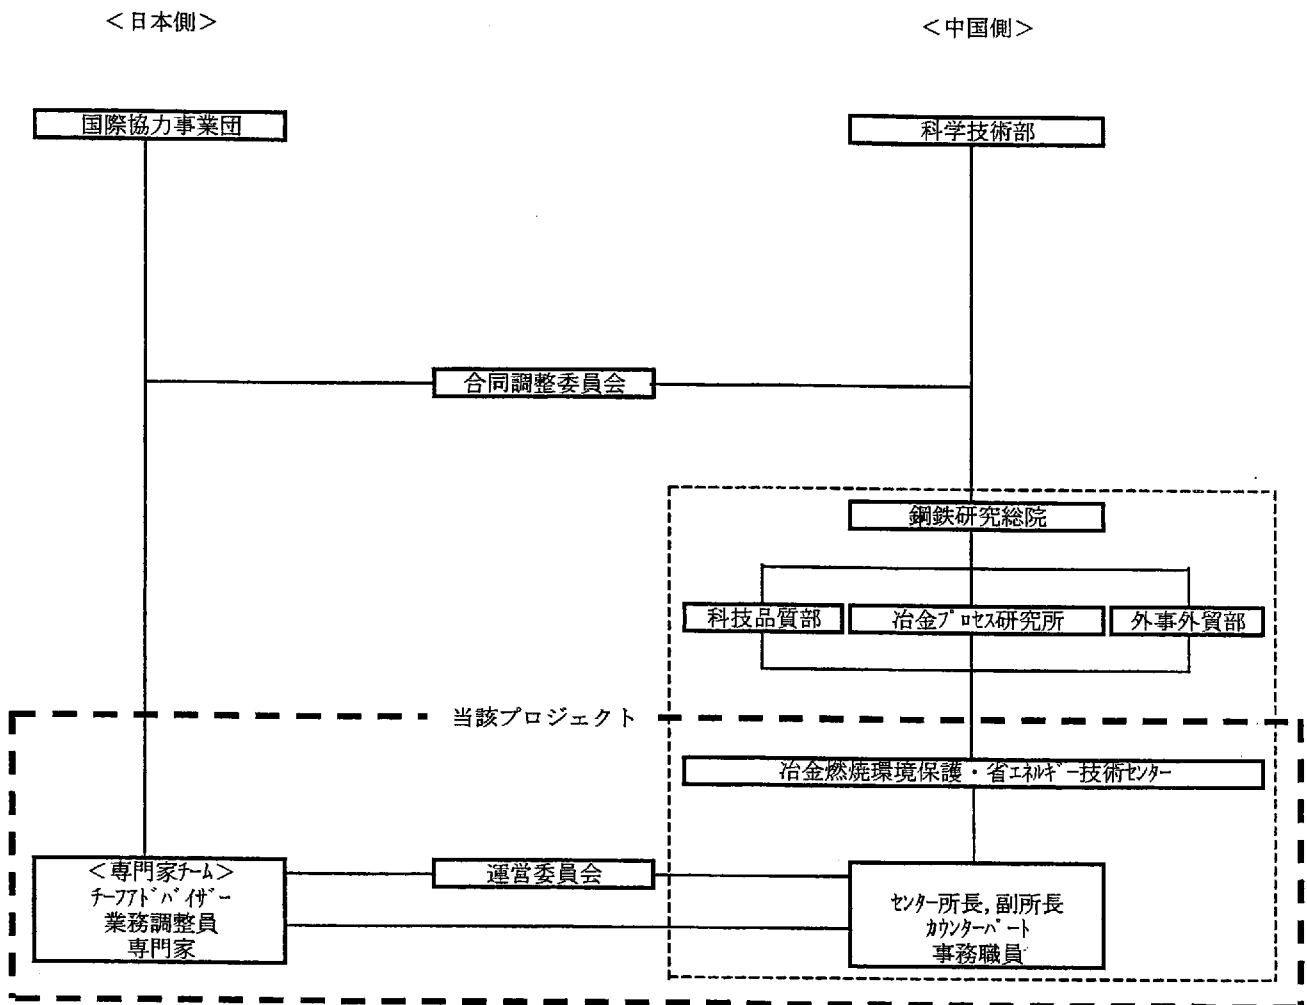 ＜日本側＞
＜中国側＞
国際協力事業団
科学技術部
合同調整委員会
鋼鉄研究総院
科技品質部
冶金ﾌﾟﾛｾｽ研究所
外事外貿部
当該プロジェクト
冶金燃焼環境保護・省ｴﾈﾙｷﾞｰ技術ｾﾝﾀｰ
＜専門家ﾁｰﾑ＞
ﾁｰﾌｱﾄﾞﾊﾞｲｻﾞｰ
業務調整員
専門家
運営委員会
ｾﾝﾀｰ所長,副所長
ｶｳﾝﾀｰﾊﾟｰﾄ
事務職員